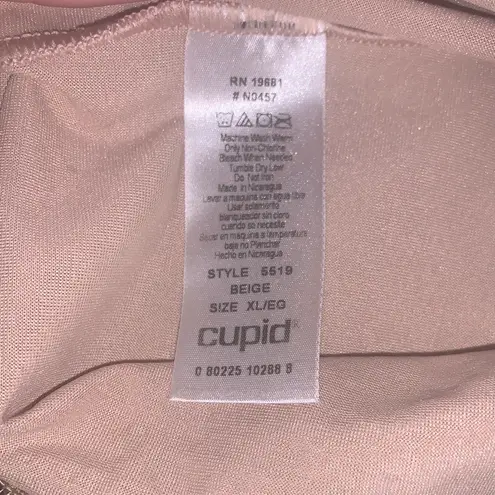 RN 19681
# N0457
Machine Wash Warm
Only Non-Chlorine
Bleach When Needed
Tumble Dry Low
Do Not Iron
Made in Nicaragua
Lavar a maquina con agua tibia
Usar solamente
blanqueador sin cloro
cuando se necesite
Secar en maquina a temperatura
baja no Planchar
Hecho en Nicaragua
STYLE 5519
BEIGE
SIZE XL/EG
cupid
0 80225 10288 8